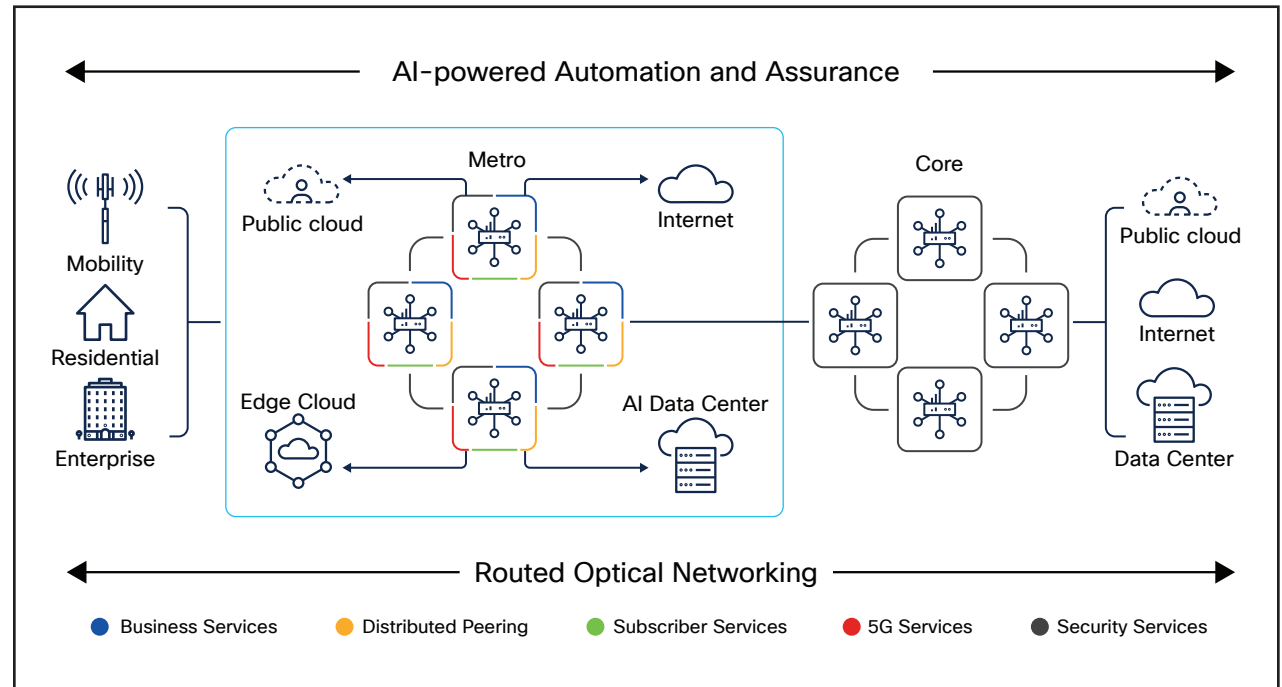 AI-powered Automation and Assurance
Mobility
Residential
Enterprise
Metro
Public cloud
Internet
Edge Cloud
AI Data Center
Core
Public cloud
Internet
Data Center
Routed Optical Networking
Business Services
Distributed Peering
Subscriber Services
5G Services
Security Services